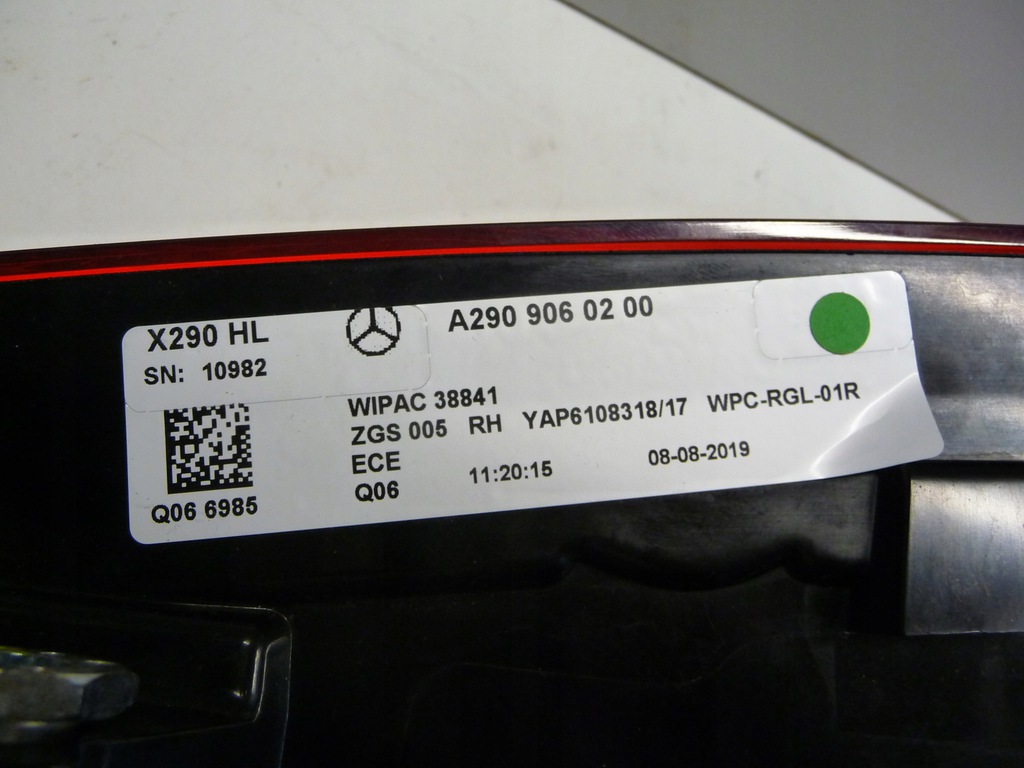 X290 HL
A290 906 02 00
SN: 10982
WIPAC 38841
ZGS 005 RH YAP6108318/17 WPC-RGL-01R
ECE
Q06 11:20:15 08-08-2019
Q06 6985